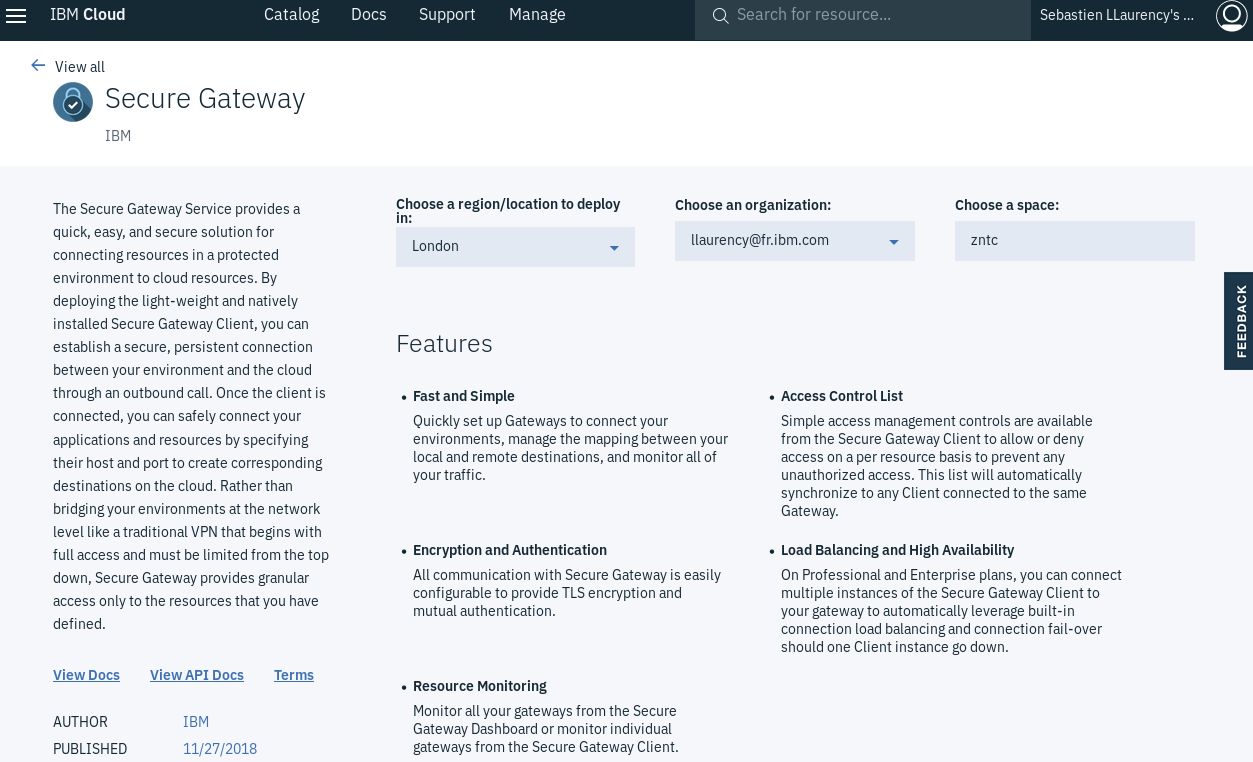 IBM Cloud
Catalog
Docs
Support
Manage
Search for resource...
Sebastien LLaurency's ...
View all
Secure Gateway
IBM
The Secure Gateway Service provides a
quick, easy, and secure solution for
connecting resources in a protected
environment to cloud resources. By
deploying the light-weight and natively
installed Secure Gateway Client, you can
establish a secure, persistent connection
between your environment and the cloud
through an outbound call. Once the client is
connected, you can safely connect your
applications and resources by specifying
their host and port to create corresponding
destinations on the cloud. Rather than
bridging your environments at the network
level like a traditional VPN that begins with
full access and must be limited from the top
down, Secure Gateway provides granular
access only to the resources that you have
defined.
View Docs
View API Docs
Terms
AUTHOR
IBM
PUBLISHED
11/27/2018
Choose a region/location to deploy
in:
London
Choose an organization:
llaurency@fr.ibm.com
Choose a space:
zntc
FEEDBACK
Features
• Fast and Simple
Quickly set up Gateways to connect your
environments, manage the mapping between your
local and remote destinations, and monitor all of
your traffic.
• Access Control List
Simple access management controls are available
from the Secure Gateway Client to allow or deny
access on a per resource basis to prevent any
unauthorized access. This list will automatically
synchronize to any Client connected to the same
Gateway.
• Encryption and Authentication
All communication with Secure Gateway is easily
configurable to provide TLS encryption and
mutual authentication.
• Load Balancing and High Availability
On Professional and Enterprise plans, you can connect
multiple instances of the Secure Gateway Client to
your gateway to automatically leverage built-in
connection load balancing and connection fail-over
should one Client instance go down.
• Resource Monitoring
Monitor all your gateways from the Secure
Gateway Dashboard or monitor individual
gateways from the Secure Gateway Client.